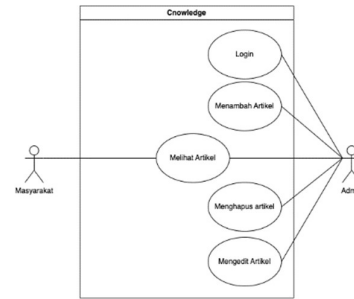 Cnowledge
Login
Menambah Artikel
Melihat Artikel
Masyarakat
Menghapus artikel
Mengedit Artikel